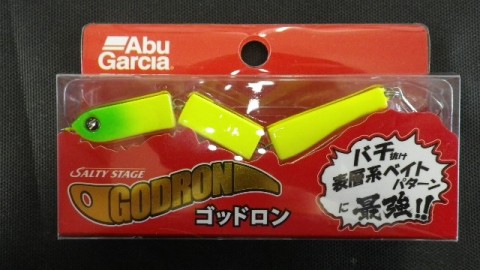 Abu
Garcia
SALTY STAGE
GODRON
ゴッドロン
バチ抜け
表層系ベイト
パターン
に最強!!